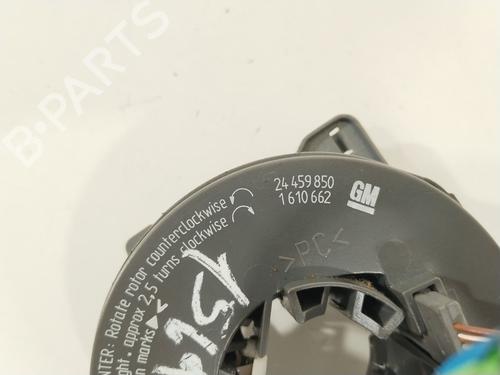 B-PARTS
24 459 850
1 610 662
GM
>PC<
NTER: Rotate rotor counterclockwise
ght • approx 2,5 turns clockwise
n marks